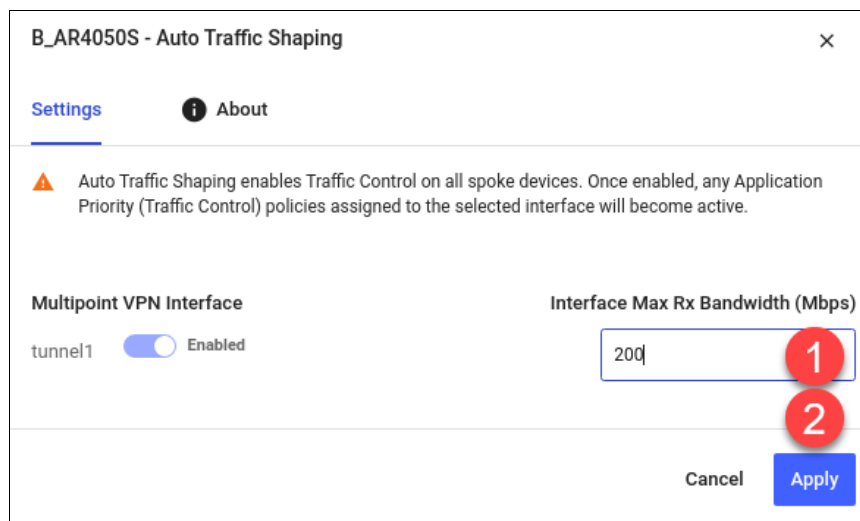 B_AR4050S - Auto Traffic Shaping
Settings
About
Auto Traffic Shaping enables Traffic Control on all spoke devices. Once enabled, any Application
Priority (Traffic Control) policies assigned to the selected interface will become active.
Multipoint VPN Interface
Interface Max Rx Bandwidth (Mbps)
tunnel1
Enabled
200
1
2
Cancel
Apply